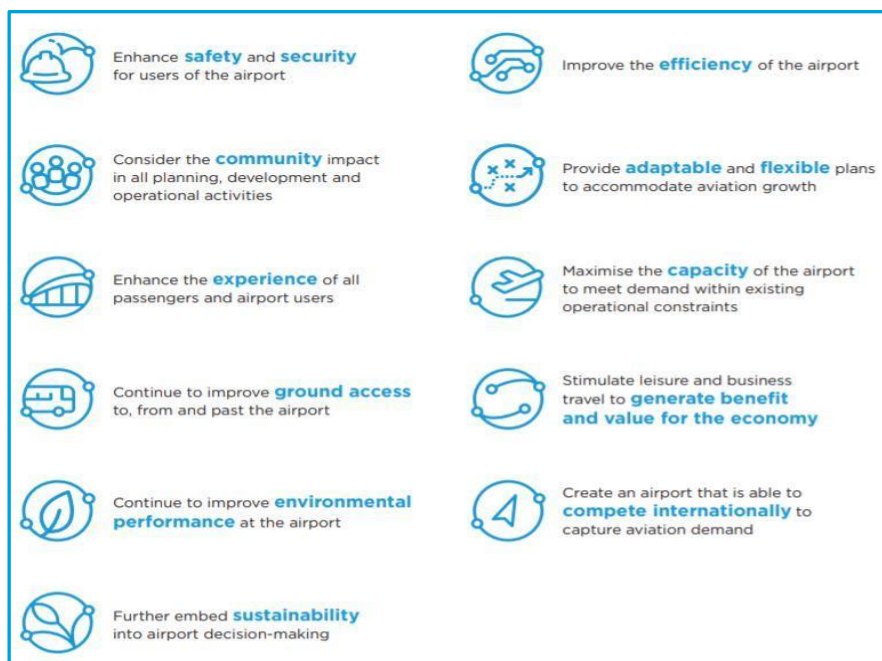 Enhance safety and security
for users of the airport
Consider the community impact
in all planning, development and
operational activities
Enhance the experience of all
passengers and airport users
Continue to improve ground access
to, from and past the airport
Continue to improve environmental
performance at the airport
Further embed sustainability
into airport decision-making
Improve the efficiency of the airport
Provide adaptable and flexible plans
to accommodate aviation growth
Maximise the capacity of the airport
to meet demand within existing
operational constraints
Stimulate leisure and business
travel to generate benefit
and value for the economy
Create an airport that is able to
compete internationally to
capture aviation demand